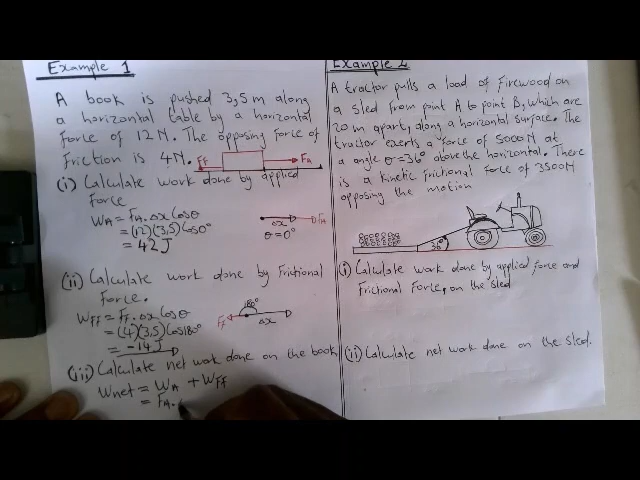 Example 1
A book is pushed 3,5 m along
a horizontal table by a horizontal
force of 12 N. The opposing force of
Friction is 4N.
FF
FA
(i) Calculate work done by applied
Force
WA = FA. Δx cosθ
= (12)(3,5)cos0°
= 42J
Δx
FA
θ=0°
(ii) Calculate work done by Frictional
Force.
WFF = FF. Δx cosθ
= (4)(3,5)cos180°
= -14J
180°
FF
Δx
(iii) Calculate net work done on the book
Wnet = WA + WFF
= FA.
Example 2
A tractor pulls a load of Firewood on
a sled From point A to point B, which are
20 m apart, along a horizontal surface. The
tractor exerts a force of 5000N at
a angle θ=36° above the horizontal. There
is a kinetic frictional force of 3500N
opposing the motion
36°
(i) Calculate work done by applied force and
Frictional Force, on the sled
(ii) Calculate net work done on the sled.